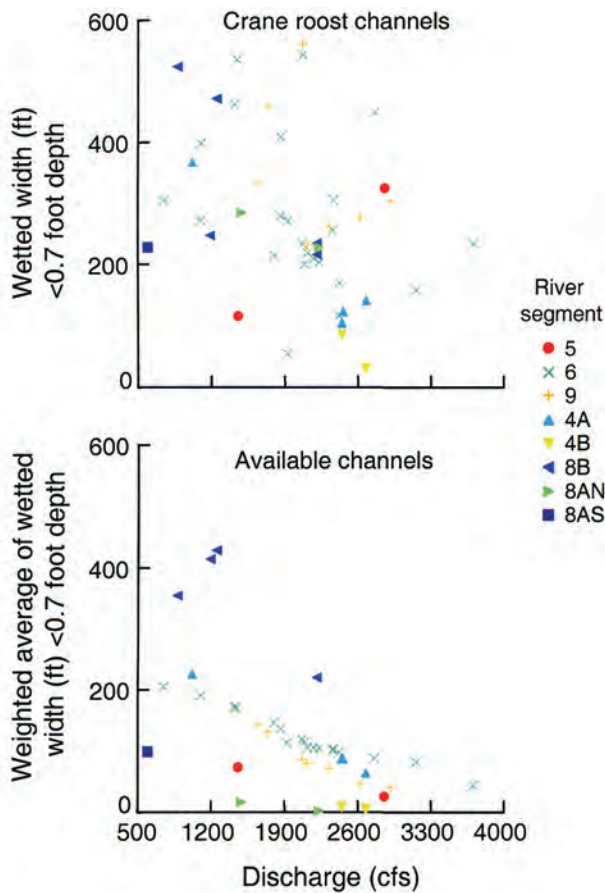 Crane roost channels
Wetted width (ft)
<0.7 foot depth
600
400
200
0
River
segment
5
6
9
4A
4B
8B
8AN
8AS
Available channels
Weighted average of wetted
width (ft) <0.7 foot depth
600
400
200
0
500 1200 1900 2600 3300 4000
Discharge (cfs)